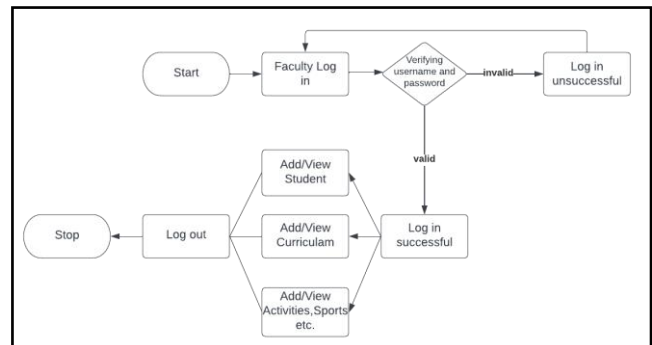 Start
Faculty Log
in
Verifying
username and
password
invalid
Log in
unsuccessful
valid
Add/View
Student
Stop
Log out
Add/View
Curriculam
Log in
successful
Add/View
Activities,Sports
etc.